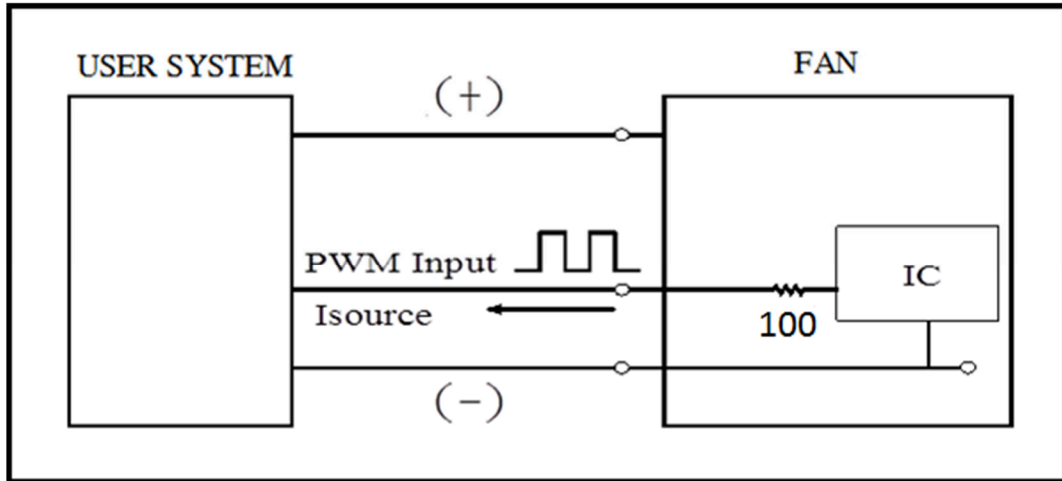 USER SYSTEM
FAN
(+)
PWM Input
IC
Isource
100
(-)